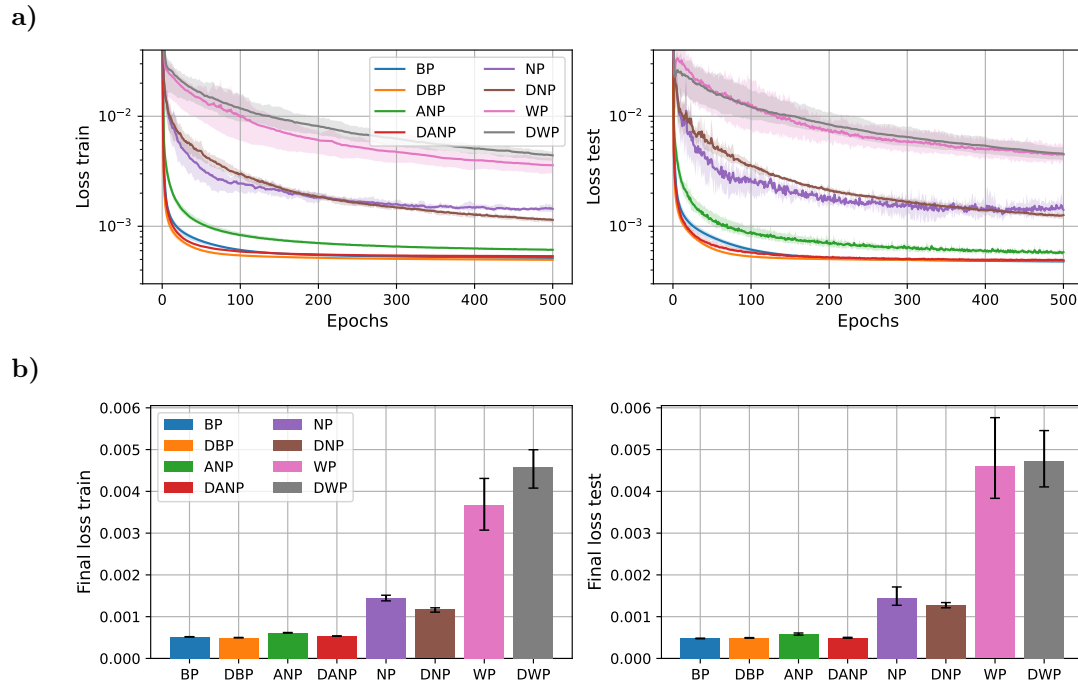 a)
Loss train
10⁻²
10⁻³
BP
DBP
ANP
DANP
NP
DNP
WP
DWP
0 100 200 300 400 500
Epochs
Loss test
10⁻²
10⁻³
0 100 200 300 400 500
Epochs
b)
Final loss train
0.006
0.005
0.004
0.003
0.002
0.001
0.000
BP
DBP
ANP
DANP
NP
DNP
WP
DWP
BP DBP ANP DANP NP DNP WP DWP
Final loss test
0.006
0.005
0.004
0.003
0.002
0.001
0.000
BP DBP ANP DANP NP DNP WP DWP